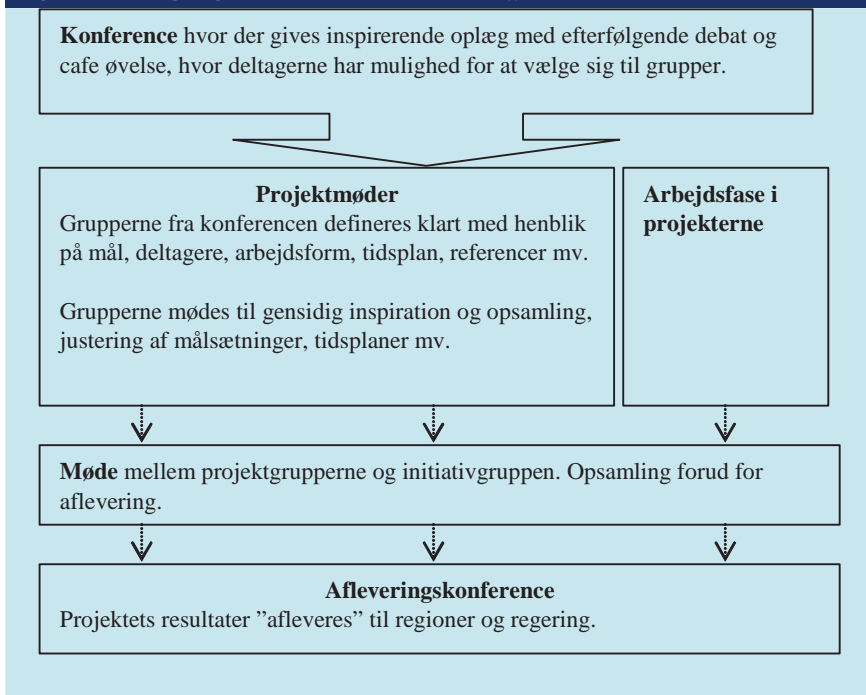 Konference hvor der gives inspirerende oplæg med efterfølgende debat og
cafe øvelse, hvor deltagerne har mulighed for at vælge sig til grupper.
Projektmøder
Grupperne fra konferencen defineres klart med henblik
på mål, deltagere, arbejdsform, tidsplan, referencer mv.
Grupperne mødes til gensidig inspiration og opsamling,
justering af målsætninger, tidsplaner mv.
Arbejdsfase i
projekterne
Møde mellem projektgrupperne og initiativgruppen. Opsamling forud for
aflevering.
Afleveringskonference
Projektets resultater ”afleveres” til regioner og regering.